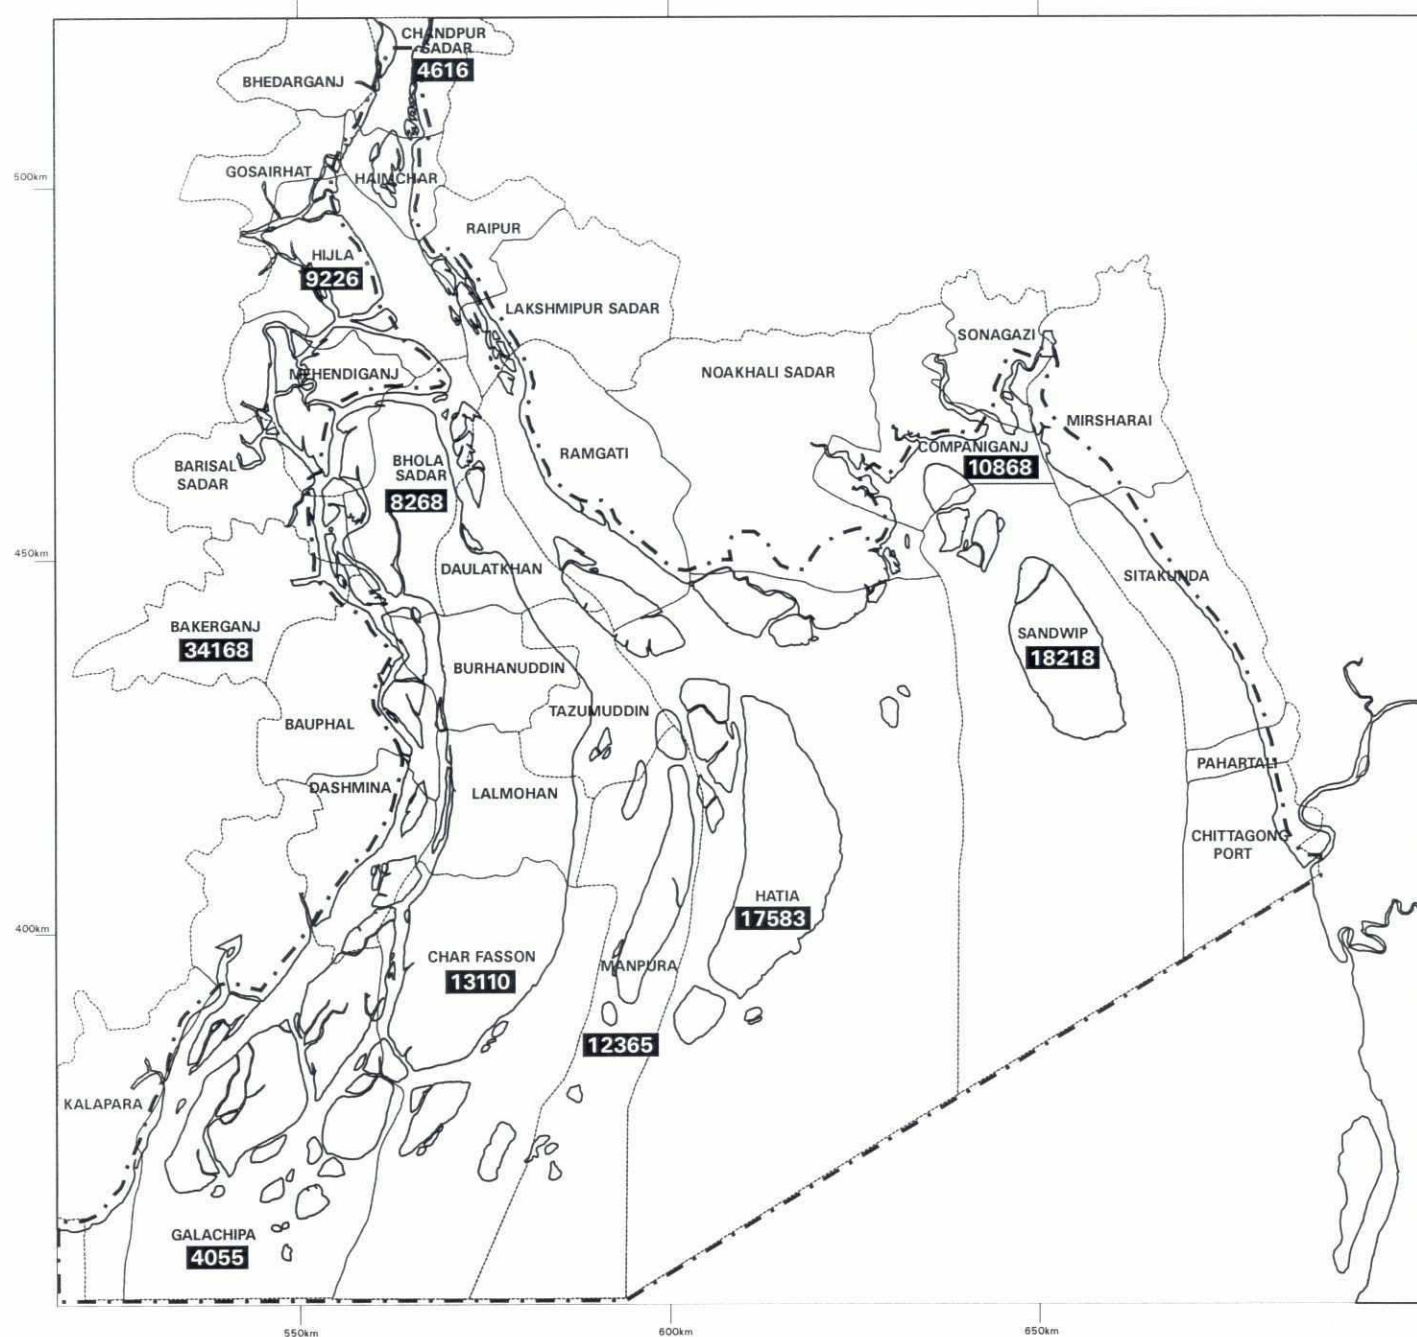 CHANDPUR
SADAR
4616
BHEDARGANJ
GOSAIRHAT
HAIMCHAR
500km
RAIPUR
HIJLA
9226
LAKSHMIPUR SADAR
SONAGAZI
MEHENDIGANJ
NOAKHALI SADAR
MIRSHARAI
COMPANIGANJ
10868
RAMGATI
BARISAL
SADAR
BHOLA
SADAR
8268
450km
DAULATKHAN
SITAKUNDA
BAKERGANJ
34168
SANDWIP
18218
BURHANUDDIN
TAZUMUDDIN
BAUPHAL
PAHARTALI
DASHMINA
LALMOHAN
CHITTAGONG
PORT
HATIA
17583
400km
CHAR FASSON
13110
MANPURA
12365
KALAPARA
GALACHIPA
4055
550km
600km
650km